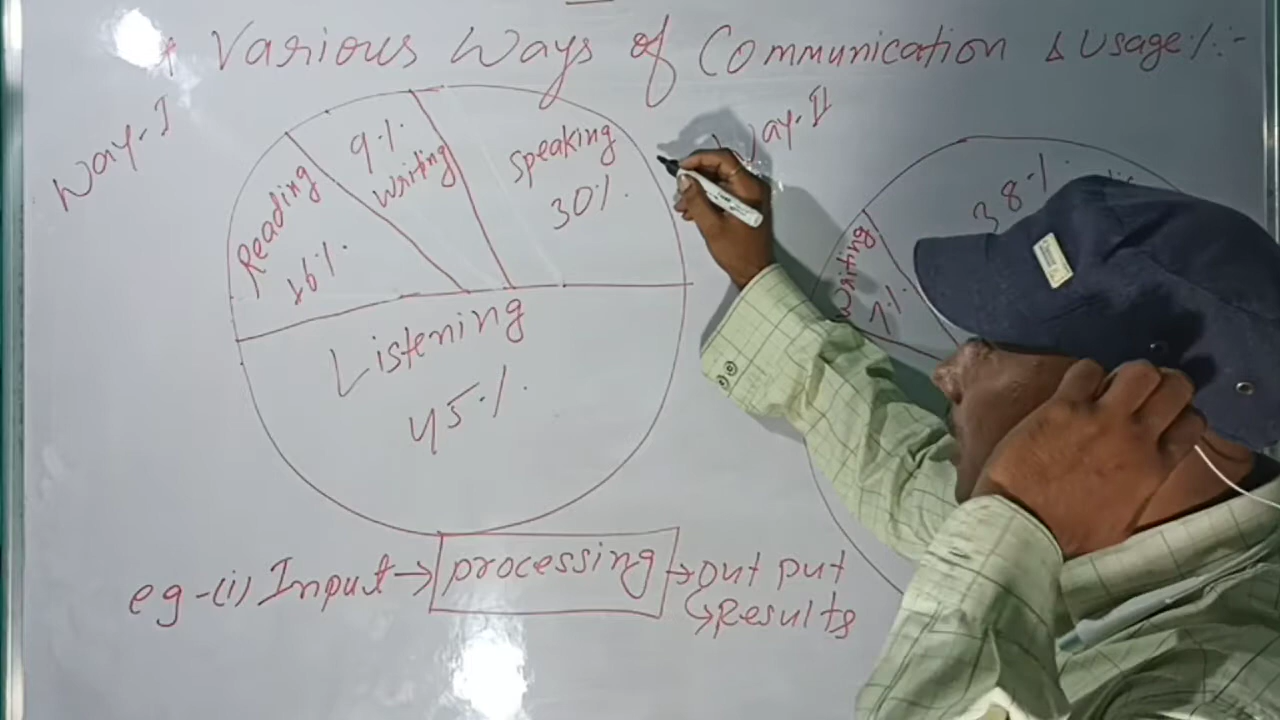 * Various Ways of Communication & Usage %:-
Way-I
Reading
16%
9%
Writing
Speaking
30%
Listening
45%
ay-II
38%
Writing
7%
eg-(i) Input → processing → Out put
↳ Results